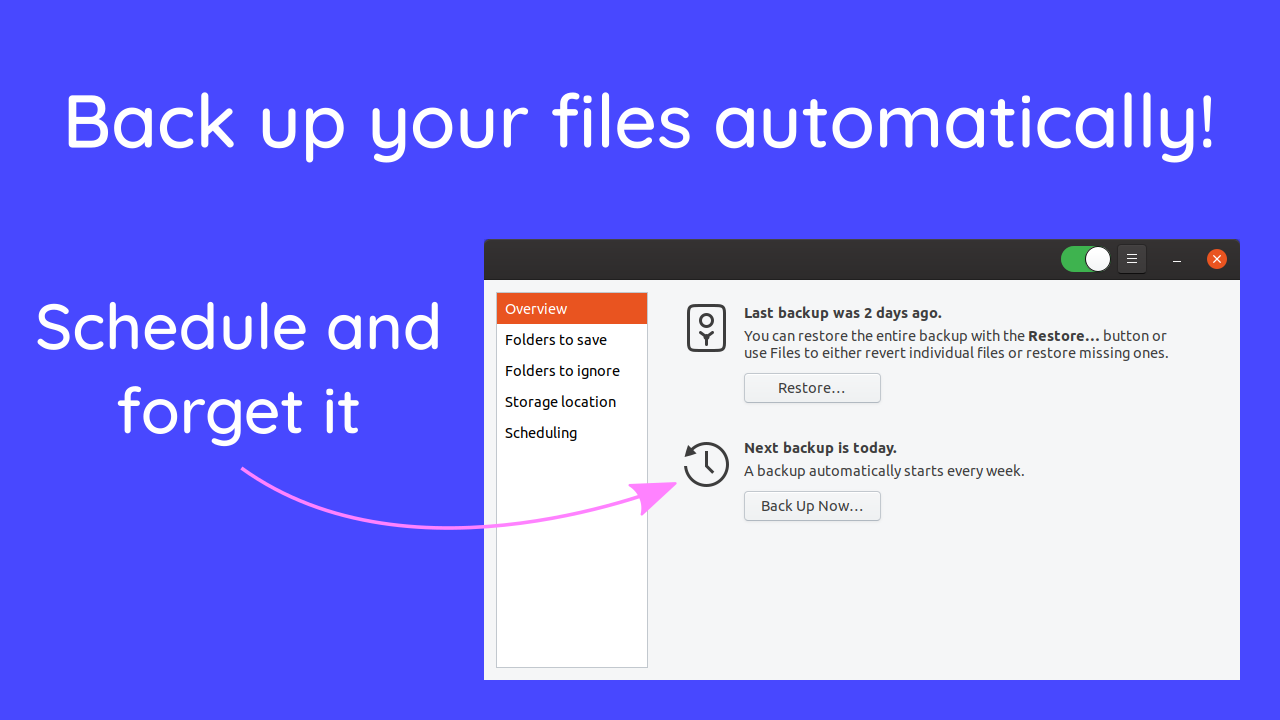 Back up your files automatically!
Schedule and
forget it
Overview
Folders to save
Folders to ignore
Storage location
Scheduling
Last backup was 2 days ago.
You can restore the entire backup with the Restore… button or
use Files to either revert individual files or restore missing ones.
Restore…
Next backup is today.
A backup automatically starts every week.
Back Up Now…